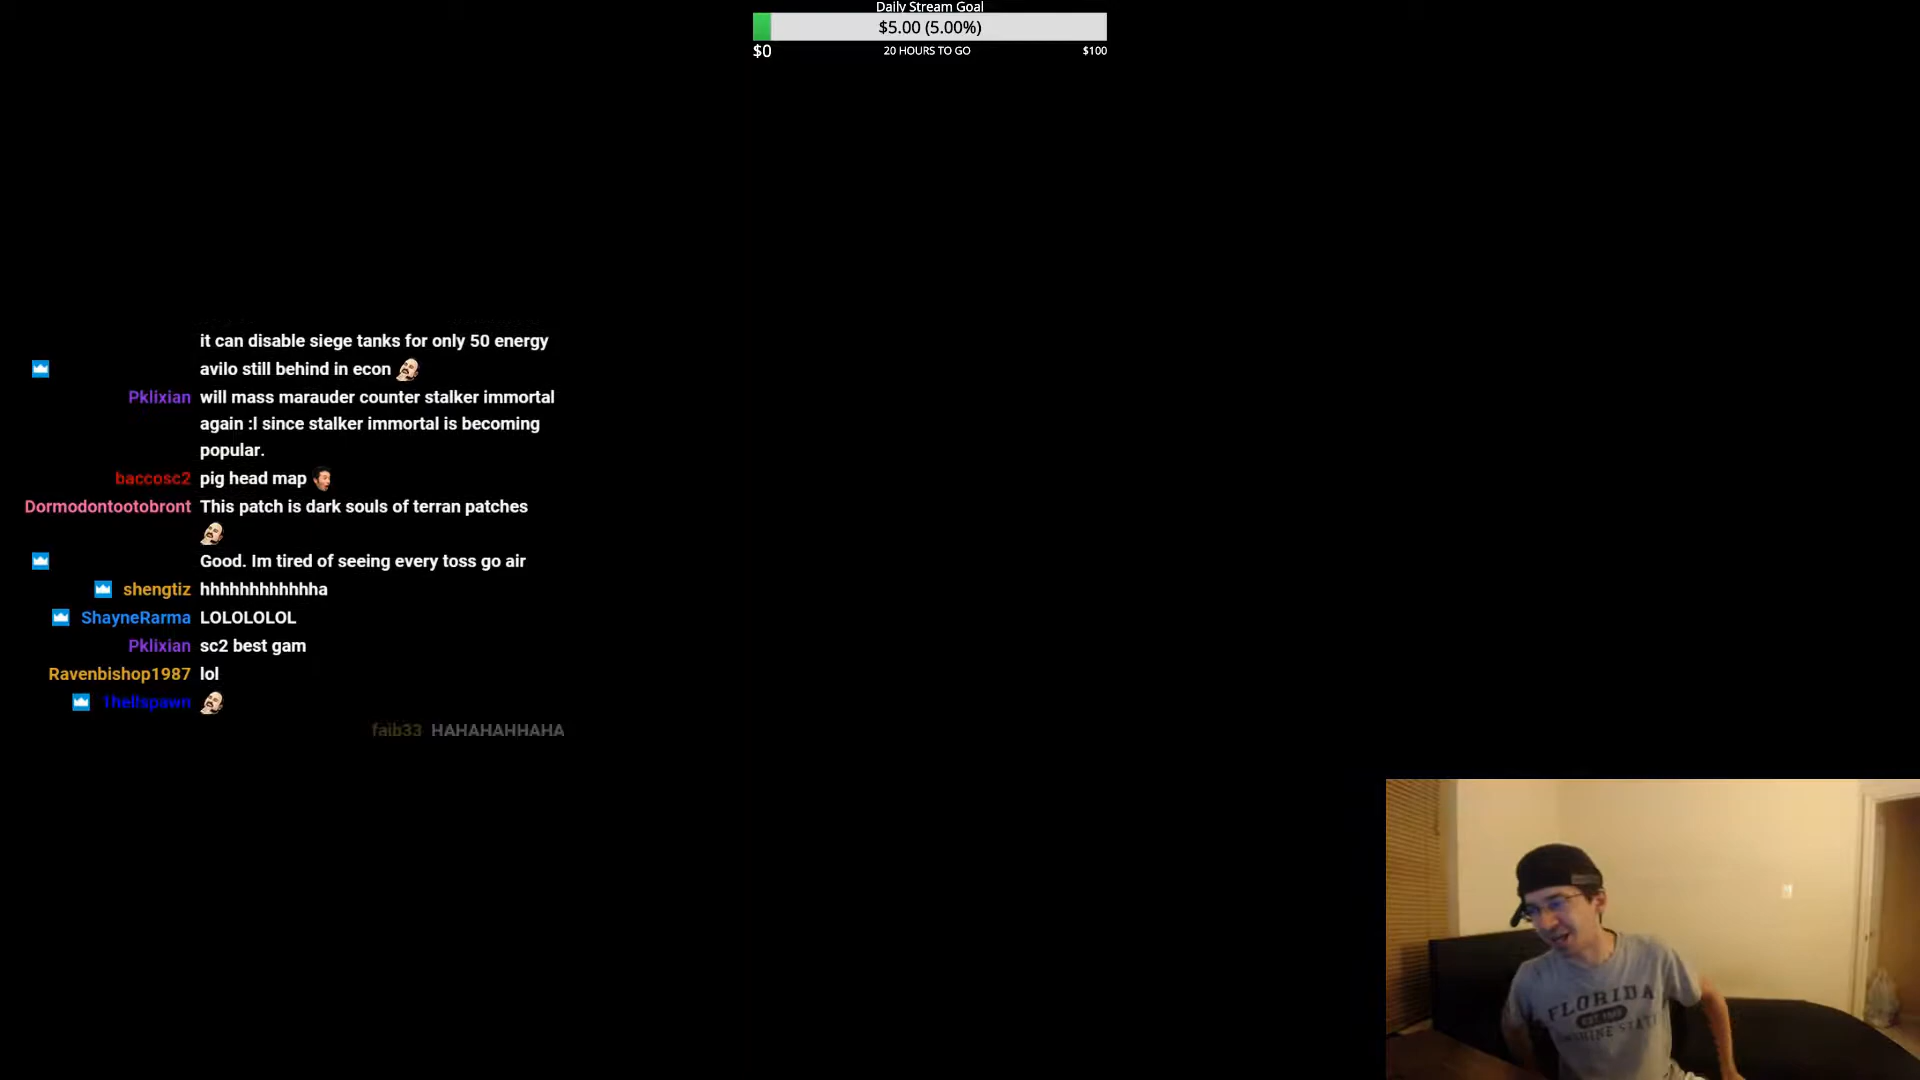 Daily Stream Goal
$5.00 (5.00%)
$0 20 HOURS TO GO $100
it can disable siege tanks for only 50 energy
avilo still behind in econ
Pklixian will mass marauder counter stalker immortal
again :l since stalker immortal is becoming
popular.
baccosc2 pig head map
Dormodontootobront This patch is dark souls of terran patches
Good. Im tired of seeing every toss go air
shengtiz hhhhhhhhhhhha
ShayneRarma LOLOLOLOL
Pklixian sc2 best gam
Ravenbishop1987 lol
1hellspawn
faib33 HAHAHAHHAHA
FLORIDA